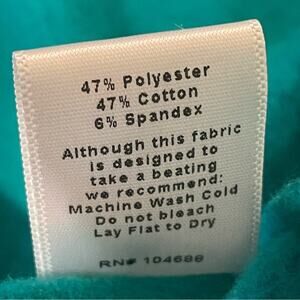 47% Polyester
47% Cotton
6% Spandex
Although this fabric
is designed to
take a beating
we recommend:
Machine Wash Cold
Do not bleach
Lay Flat to Dry
RN# 104686